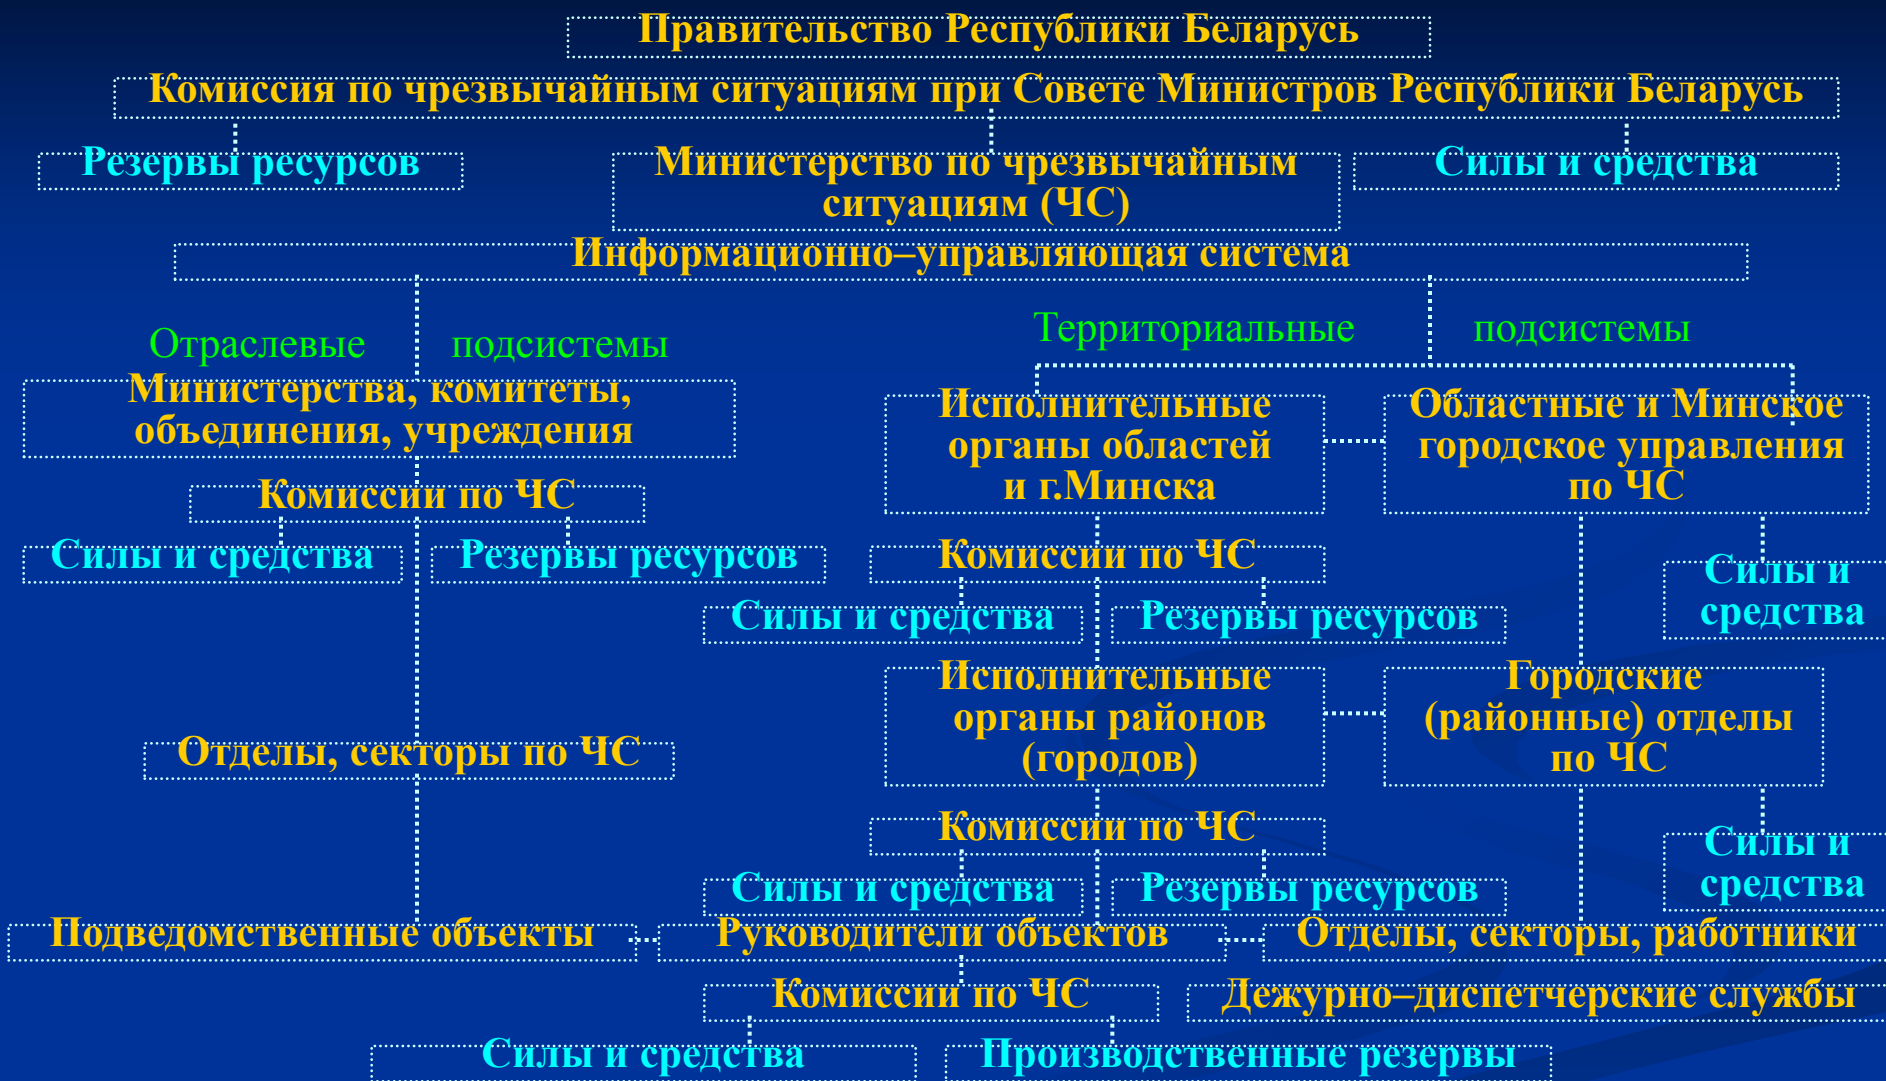 Правительство Республики Беларусь
Комиссия по чрезвычайным ситуациям при Совете Министров Республики Беларусь
Резервы ресурсов
Министерство по чрезвычайным
ситуациям (ЧС)
Силы и средства
Информационно–управляющая система
Отраслевые подсистемы
Территориальные подсистемы
Министерства, комитеты,
объединения, учреждения
Исполнительные
органы областей
и г.Минска
Областные и Минское
городское управления
по ЧС
Комиссии по ЧС
Силы и средства
Резервы ресурсов
Комиссии по ЧС
Силы и средства
Резервы ресурсов
Силы и
средства
Исполнительные
органы районов
(городов)
Городские
(районные) отделы
по ЧС
Отделы, секторы по ЧС
Комиссии по ЧС
Силы и средства
Резервы ресурсов
Силы и
средства
Подведомственные объекты
Руководители объектов
Отделы, секторы, работники
Комиссии по ЧС
Дежурно–диспетчерские службы
Силы и средства
Производственные резервы